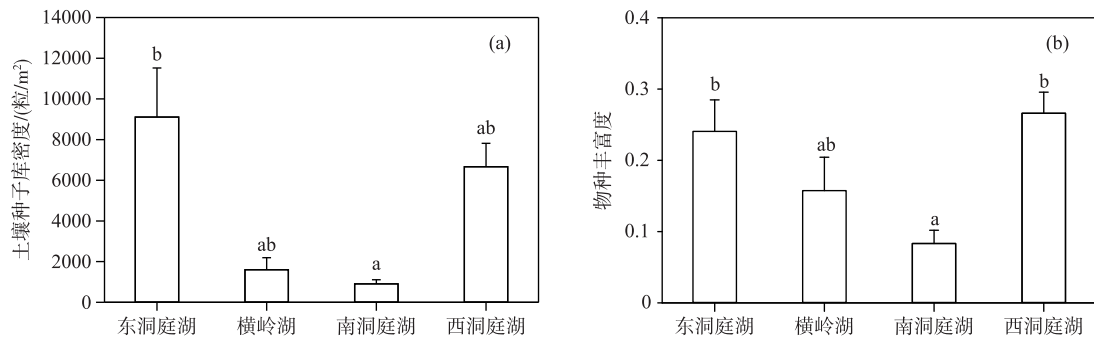 土壤种子库密度/(粒/m²)
14000
12000
10000
8000
6000
4000
2000
0
(a)
b
ab
a
ab
东洞庭湖 横岭湖 南洞庭湖 西洞庭湖
物种丰富度
0.4
0.3
0.2
0.1
0
(b)
b
ab
a
b
东洞庭湖 横岭湖 南洞庭湖 西洞庭湖